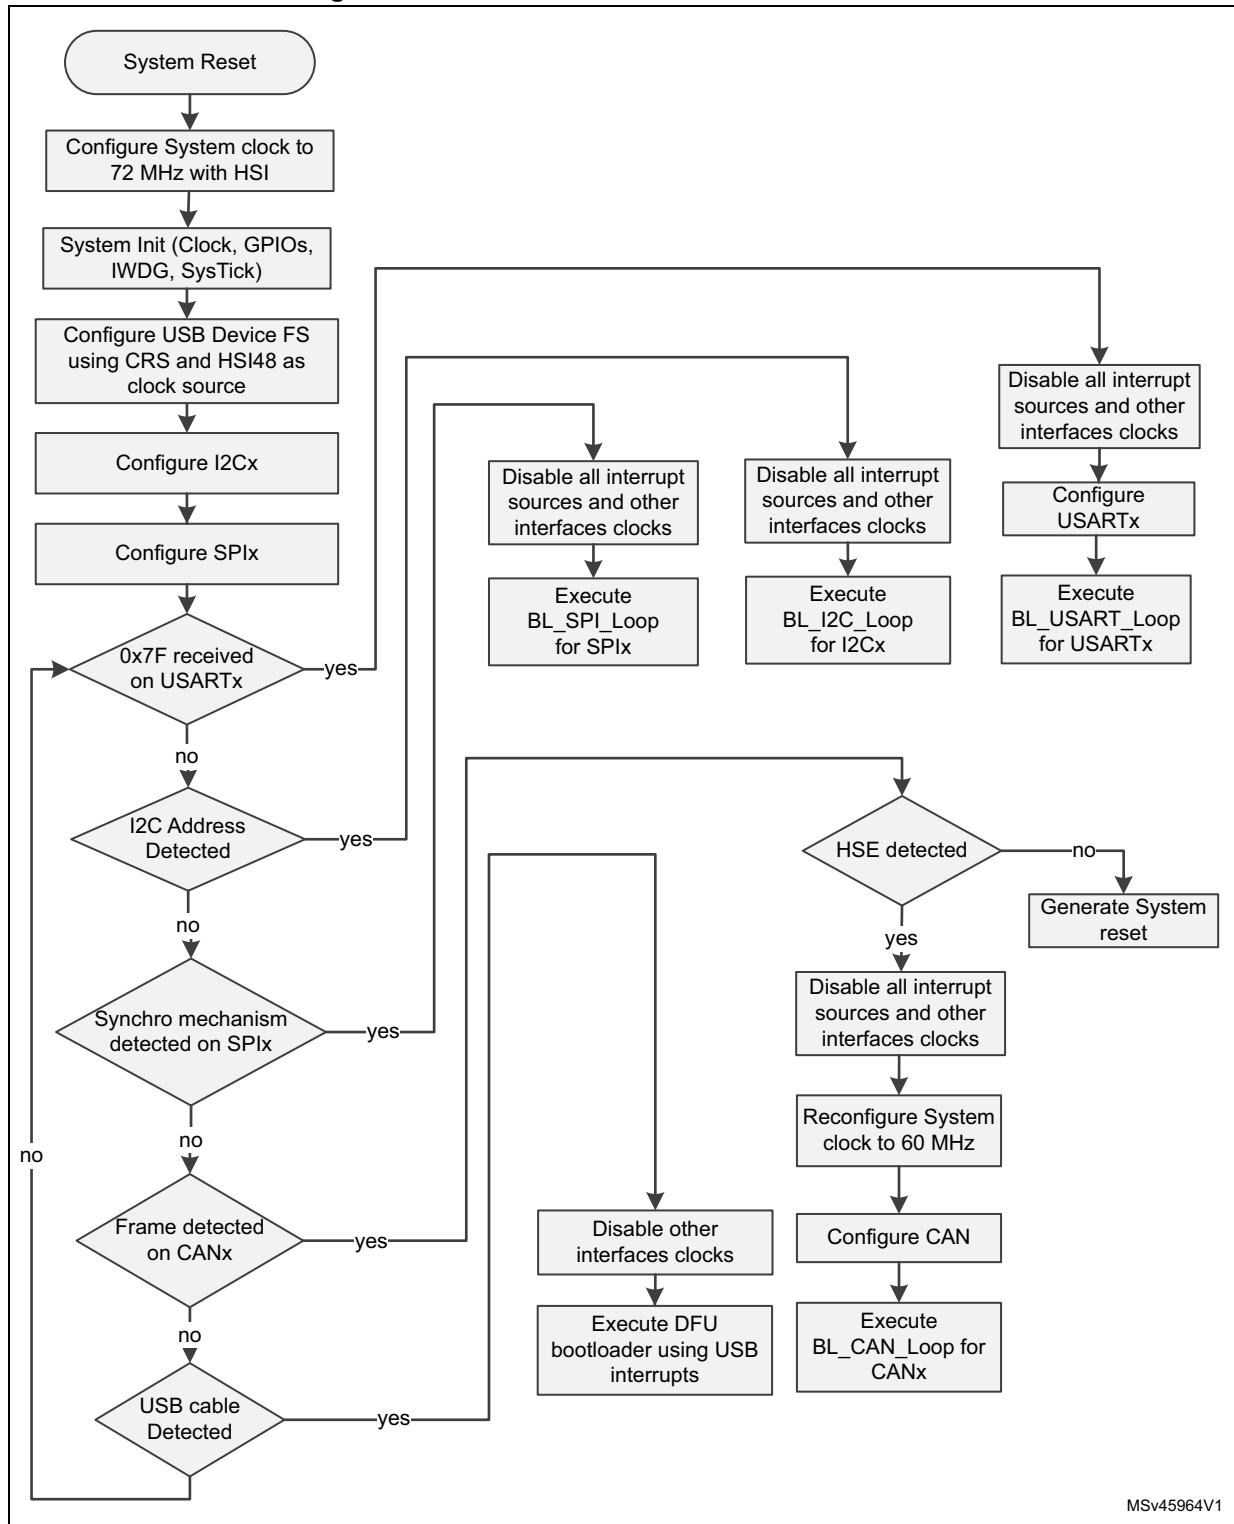 System Reset
Configure System clock to
72 MHz with HSI
System Init (Clock, GPIOs,
IWDG, SysTick)
Configure USB Device FS
using CRS and HSI48 as
clock source
Configure I2Cx
Configure SPIx
0x7F received
on USARTx
yes
no
I2C Address
Detected
yes
no
Synchro mechanism
detected on SPIx
yes
no
Frame detected
on CANx
yes
no
USB cable
Detected
yes
no
Disable all interrupt
sources and other
interfaces clocks
Execute
BL_SPI_Loop
for SPIx
Disable all interrupt
sources and other
interfaces clocks
Execute
BL_I2C_Loop
for I2Cx
Disable all interrupt
sources and other
interfaces clocks
Configure
USARTx
Execute
BL_USART_Loop
for USARTx
HSE detected
no
Generate System
reset
yes
Disable all interrupt
sources and other
interfaces clocks
Reconfigure System
clock to 60 MHz
Configure CAN
Execute
BL_CAN_Loop for
CANx
Disable other
interfaces clocks
Execute DFU
bootloader using USB
interrupts
MSv45964V1